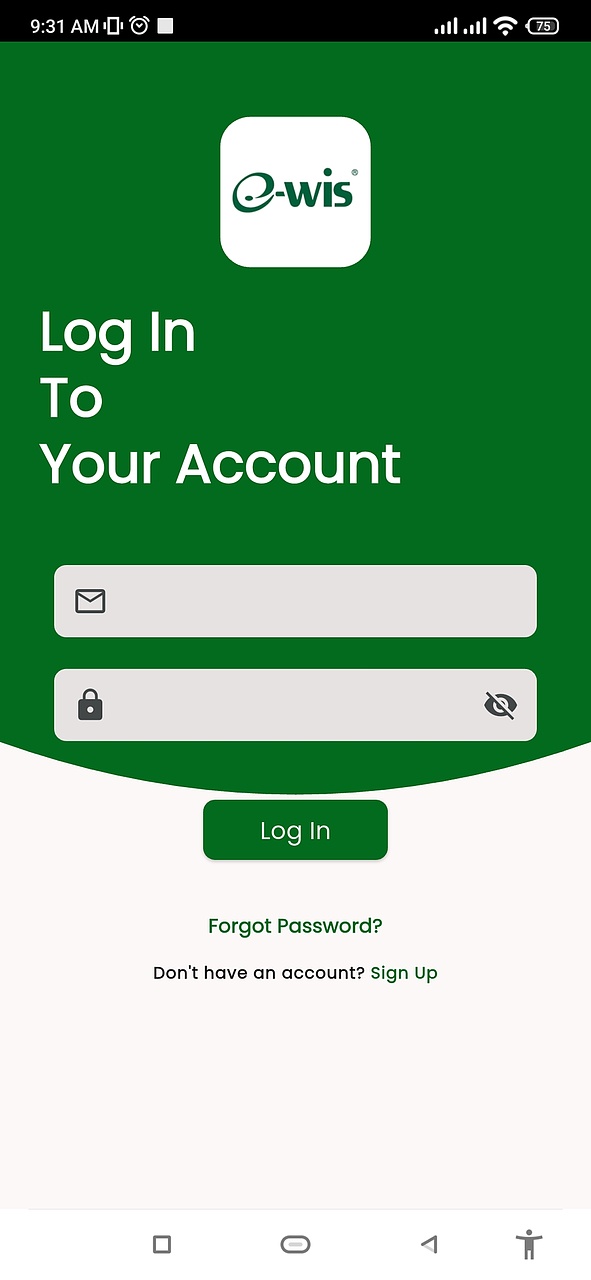 9:31 AM
75
e-wis®
Log In
To
Your Account
Log In
Forgot Password?
Don't have an account? Sign Up